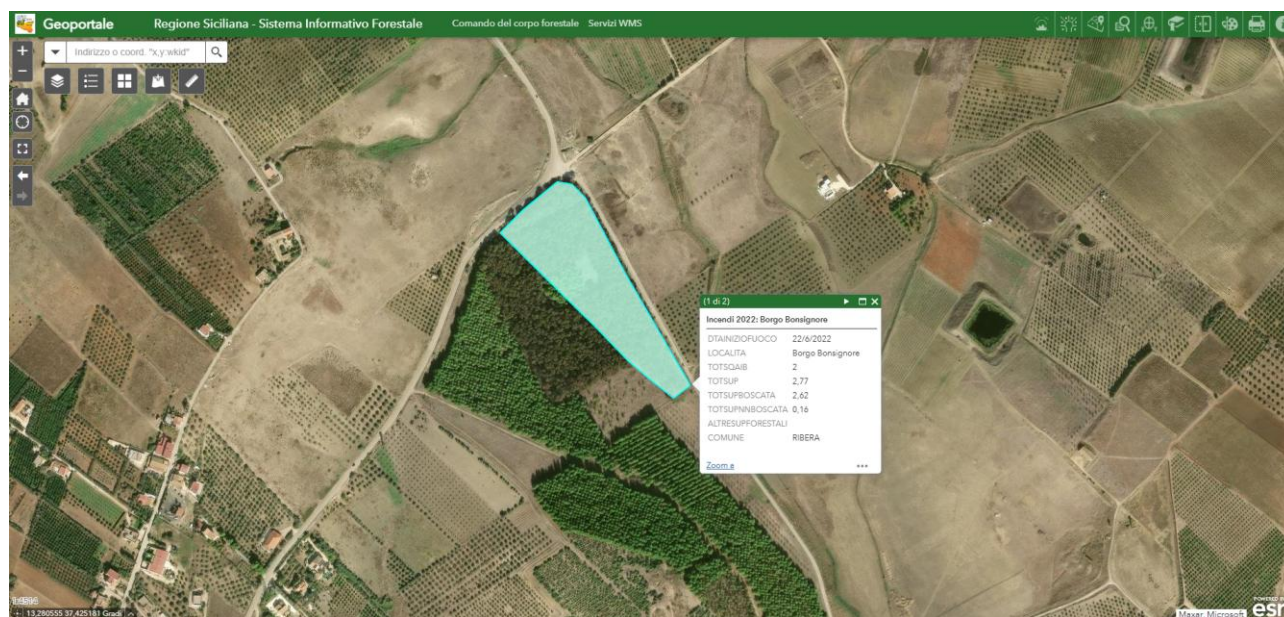 Geoportale Regione Siciliana - Sistema Informativo Forestale Comando del corpo forestale Servizi WMS
Indirizzo o coord. "x,y:wkid"
(1 di 2)
Incendi 2022: Borgo Bonsignore
DTAINIZIOFUOCO 22/6/2022
LOCALITA Borgo Bonsignore
TOTSQAIB 2
TOTSUP 2,77
TOTSUPBOSCATA 2,62
TOTSUPNNBOSCATA 0,16
ALTRESUPFORESTALI
COMUNE RIBERA
Zoom a
13,280555 37,425181 Gradi
Maxar, Microsoft
POWERED BY
esri